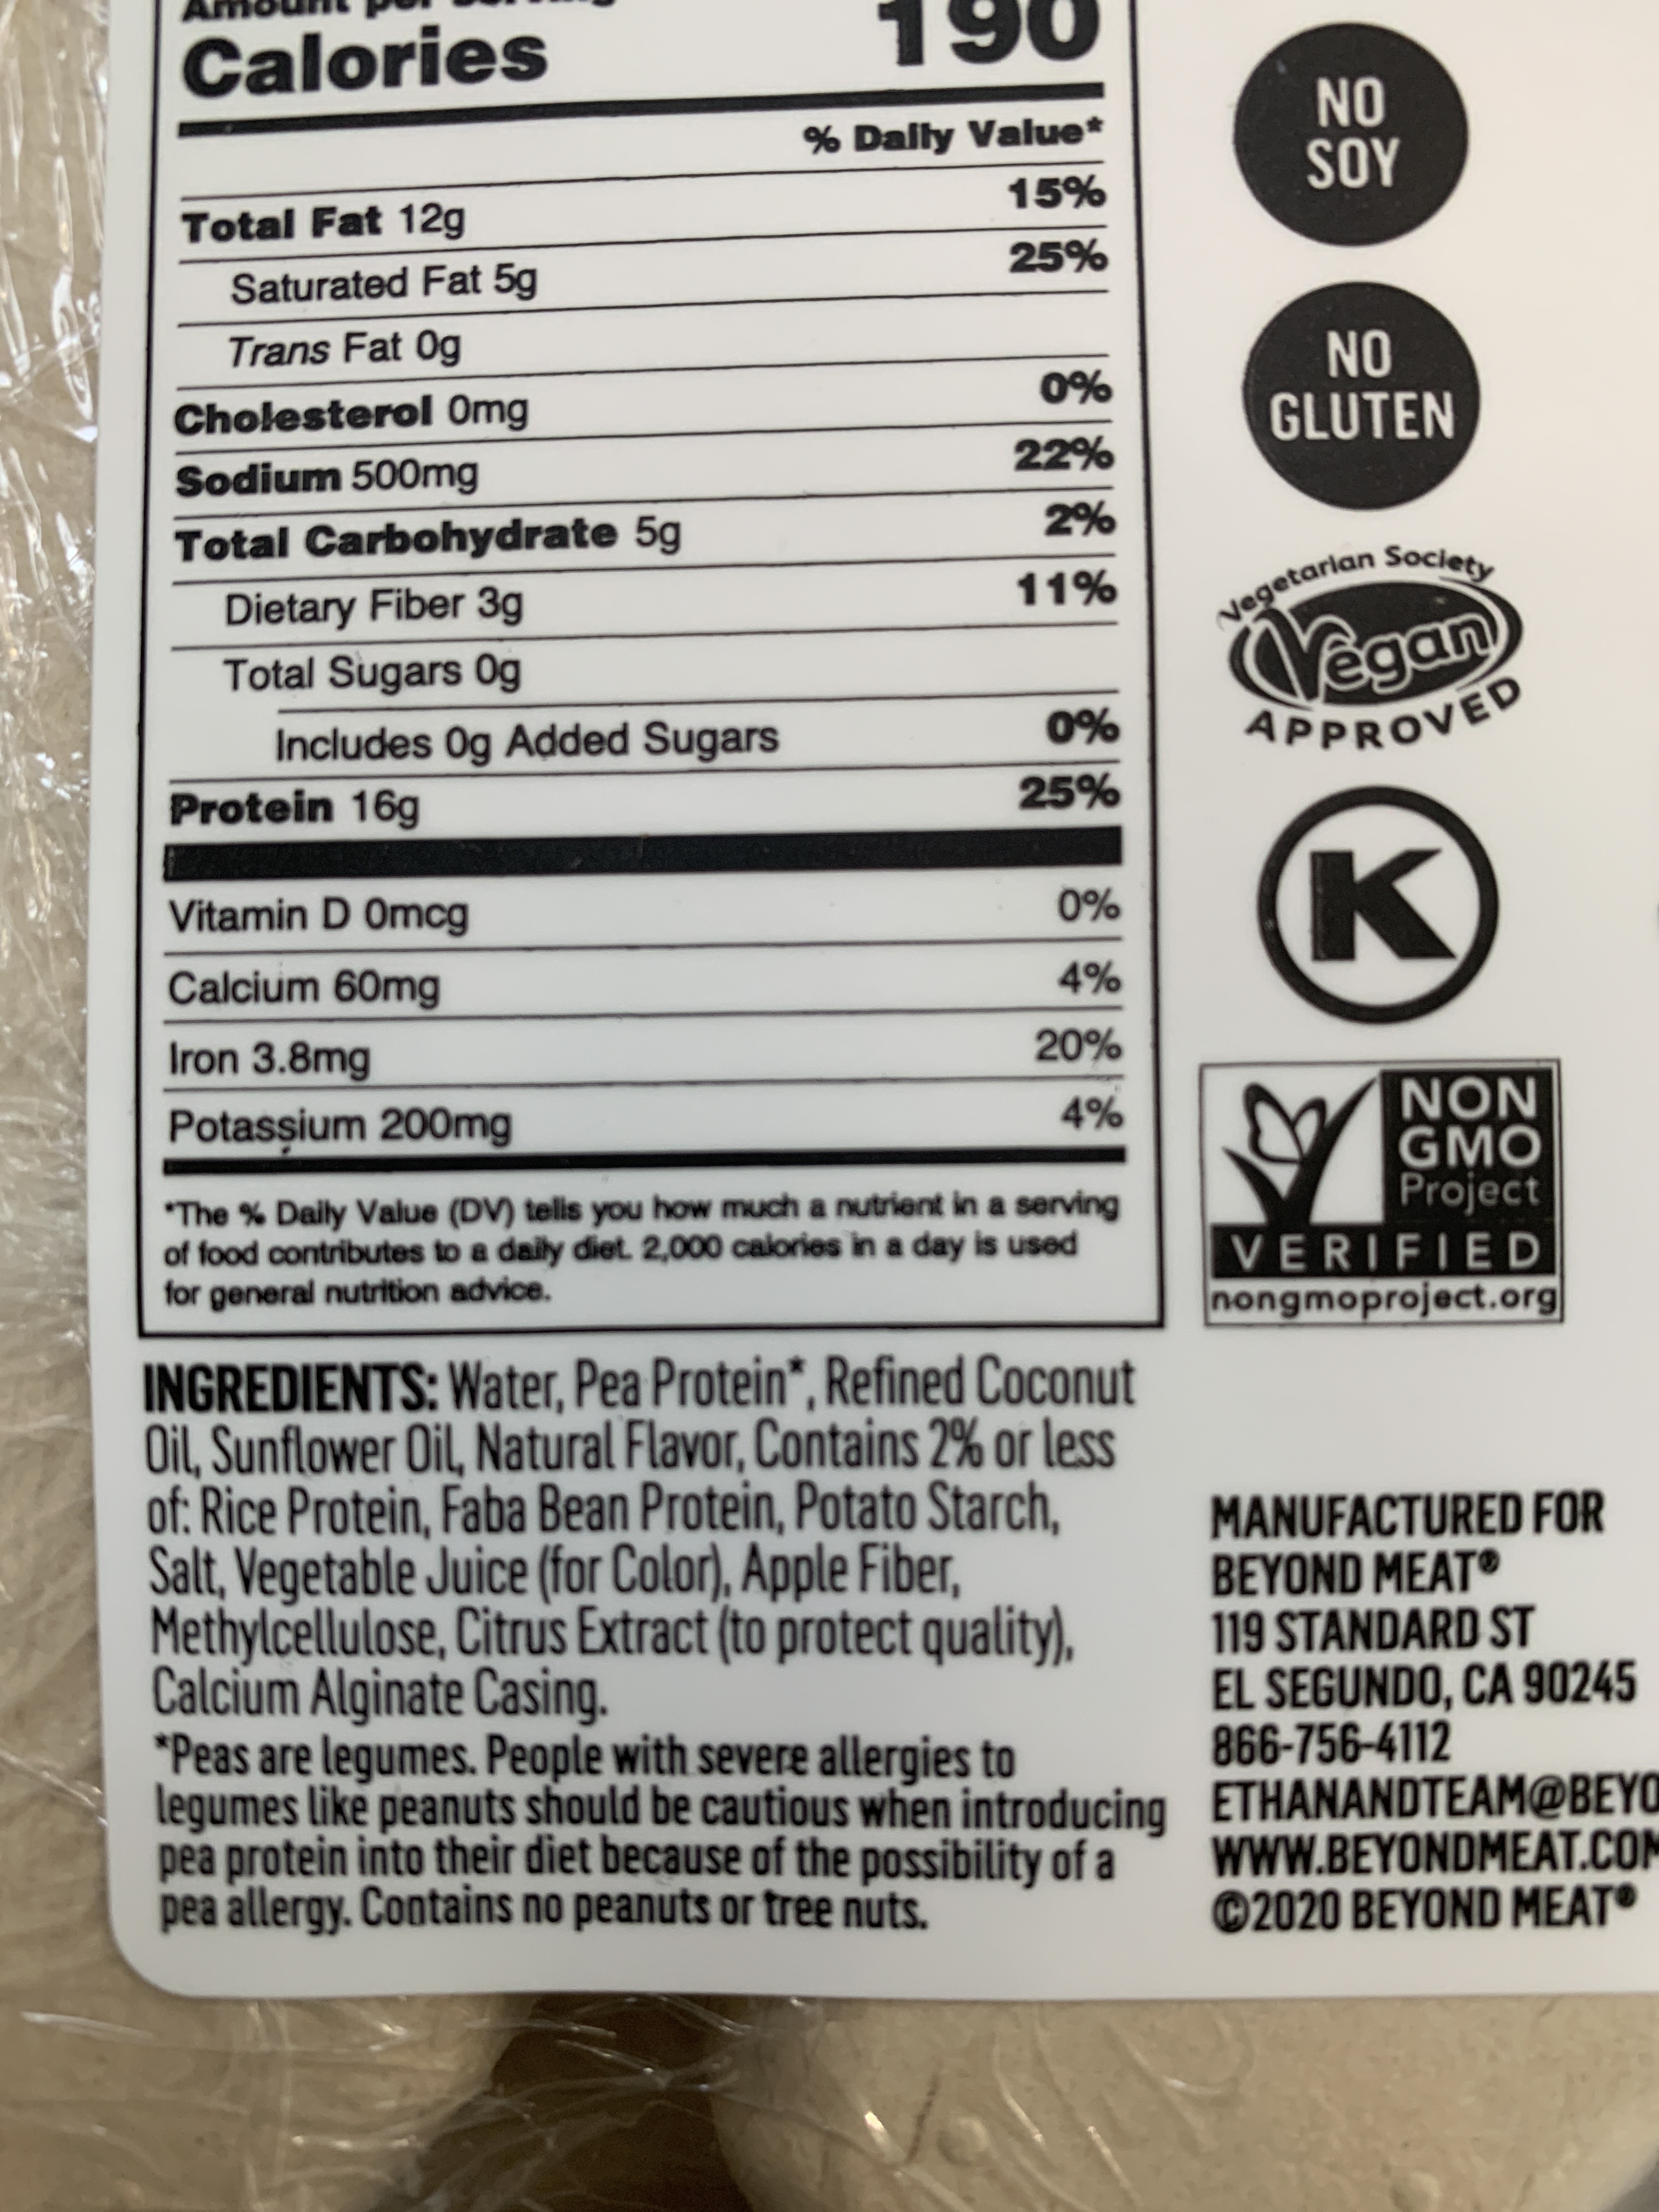 Amount per serving
Calories 190
% Daily Value*
Total Fat 12g 15%
Saturated Fat 5g 25%
Trans Fat 0g
Cholesterol 0mg 0%
Sodium 500mg 22%
Total Carbohydrate 5g 2%
Dietary Fiber 3g 11%
Total Sugars 0g
Includes 0g Added Sugars 0%
Protein 16g 25%
Vitamin D 0mcg 0%
Calcium 60mg 4%
Iron 3.8mg 20%
Potassium 200mg 4%
*The % Daily Value (DV) tells you how much a nutrient in a serving
of food contributes to a daily diet. 2,000 calories in a day is used
for general nutrition advice.
INGREDIENTS: Water, Pea Protein*, Refined Coconut
Oil, Sunflower Oil, Natural Flavor, Contains 2% or less
of: Rice Protein, Faba Bean Protein, Potato Starch,
Salt, Vegetable Juice (for Color), Apple Fiber,
Methylcellulose, Citrus Extract (to protect quality),
Calcium Alginate Casing.
*Peas are legumes. People with severe allergies to
legumes like peanuts should be cautious when introducing
pea protein into their diet because of the possibility of a
pea allergy. Contains no peanuts or tree nuts.
NO
SOY
NO
GLUTEN
Vegetarian Society
Vegan
APPROVED
K
NON
GMO
Project
VERIFIED
nongmoproject.org
MANUFACTURED FOR
BEYOND MEAT®
119 STANDARD ST
EL SEGUNDO, CA 90245
866-756-4112
ETHANANDTEAM@BEYO
WWW.BEYONDMEAT.COM
©2020 BEYOND MEAT®